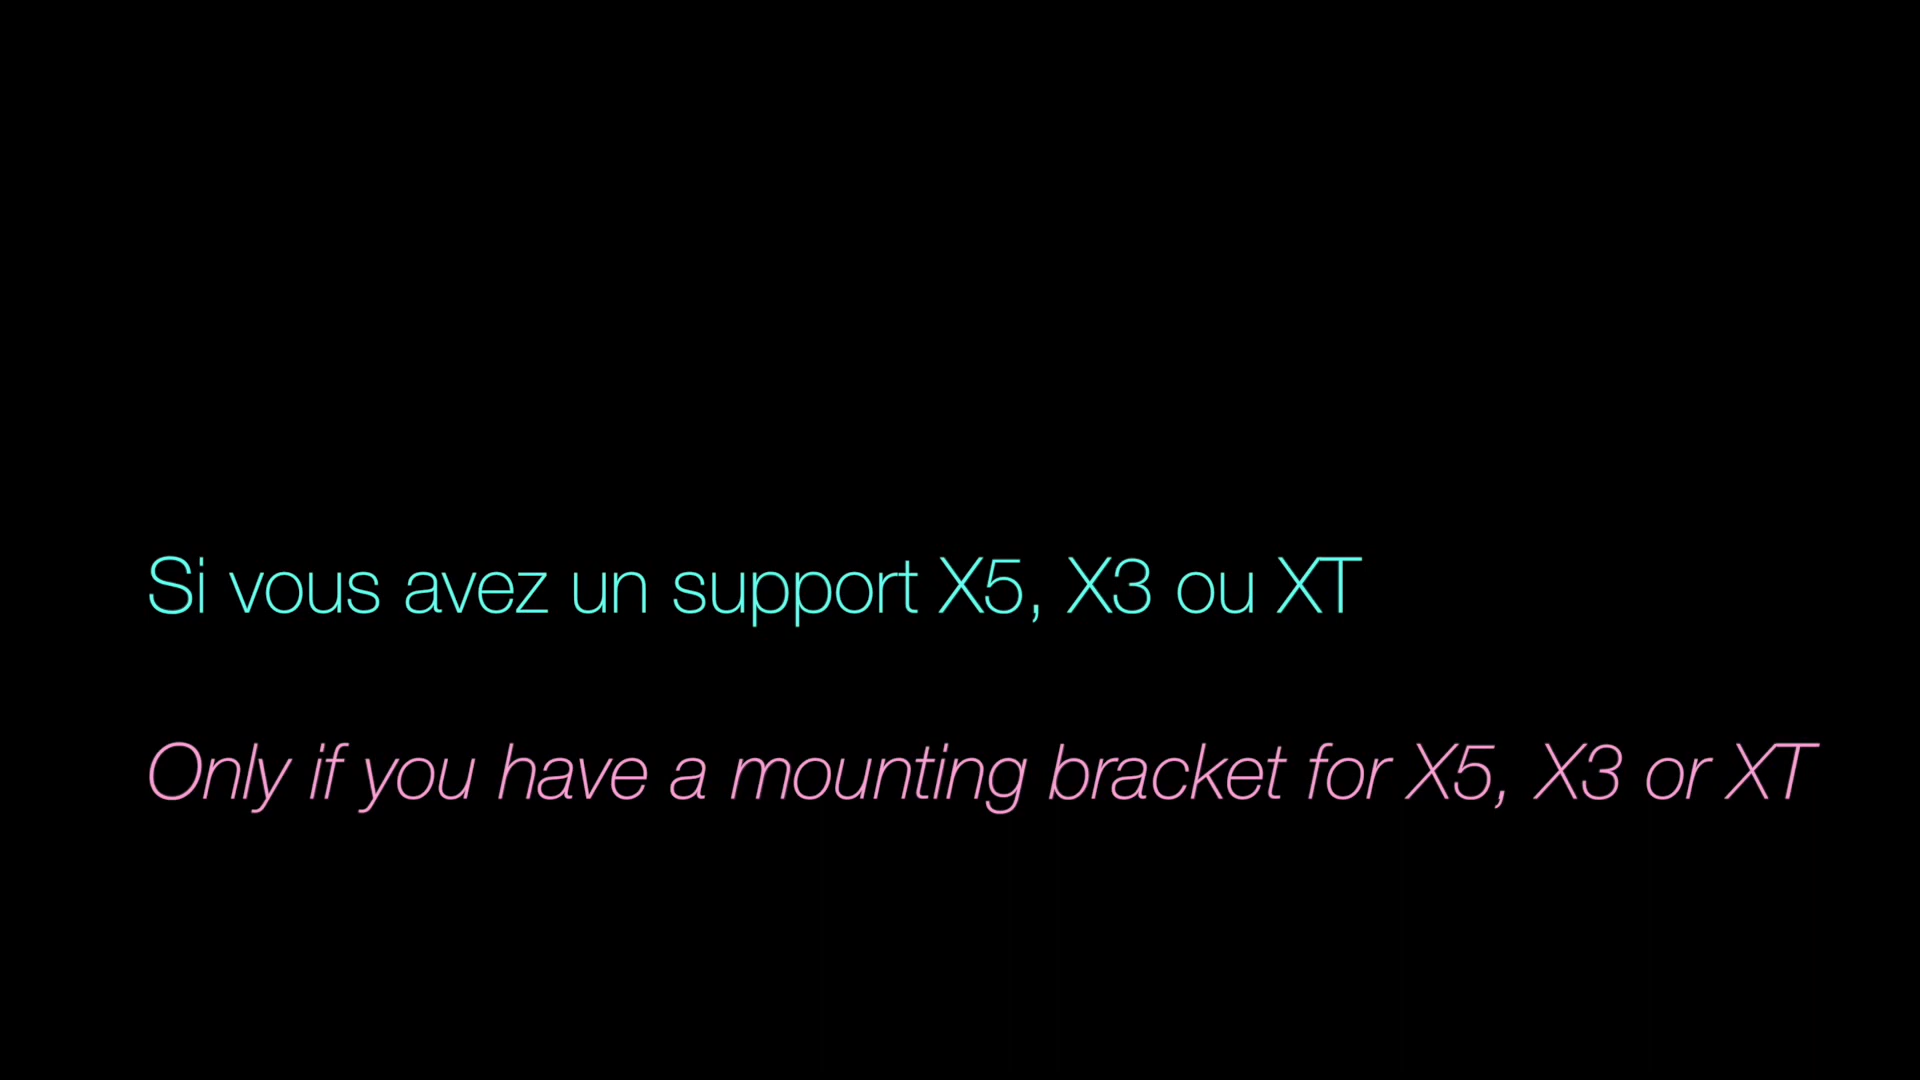 Si vous avez un support X5, X3 ou XT
Only if you have a mounting bracket for X5, X3 or XT